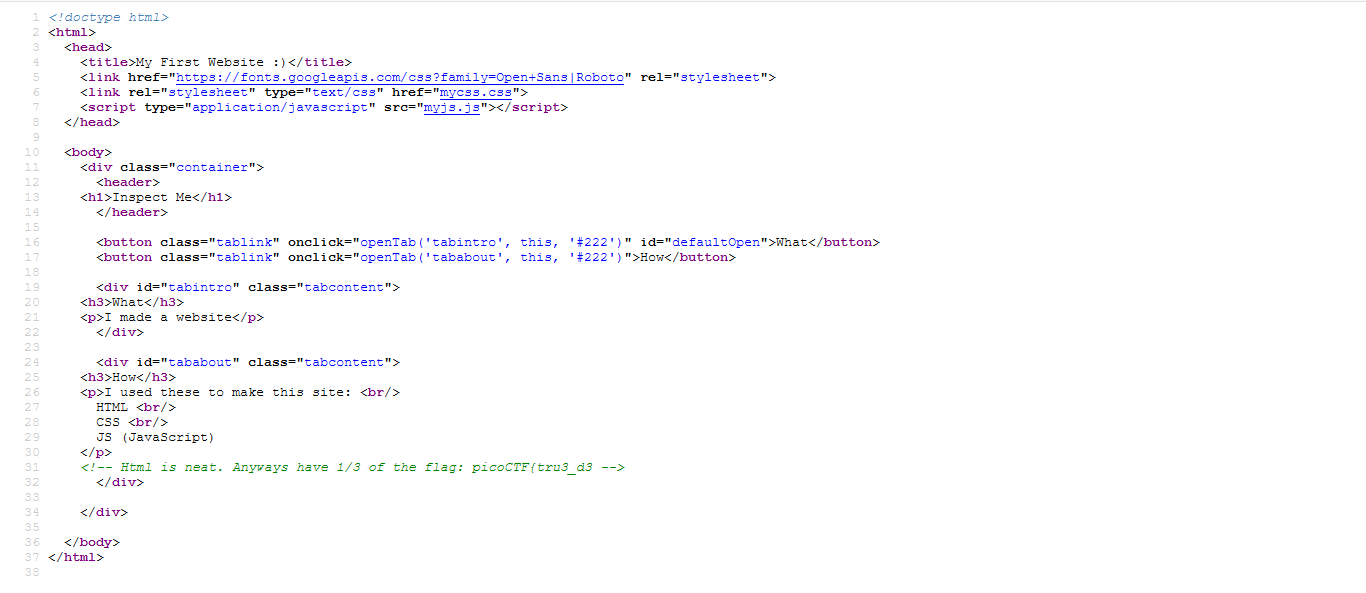 1 <!doctype html>
2 <html>
3 <head>
4 <title>My First Website :)</title>
5 <link href="https://fonts.googleapis.com/css?family=Open+Sans|Roboto" rel="stylesheet">
6 <link rel="stylesheet" type="text/css" href="mycss.css">
7 <script type="application/javascript" src="myjs.js"></script>
8 </head>
9
10 <body>
11 <div class="container">
12 <header>
13 <h1>Inspect Me</h1>
14 </header>
15
16 <button class="tablink" onclick="openTab('tabintro', this, '#222')" id="defaultOpen">What</button>
17 <button class="tablink" onclick="openTab('tababout', this, '#222')">How</button>
18
19 <div id="tabintro" class="tabcontent">
20 <h3>What</h3>
21 <p>I made a website</p>
22 </div>
23
24 <div id="tababout" class="tabcontent">
25 <h3>How</h3>
26 <p>I used these to make this site: <br/>
27 HTML <br/>
28 CSS <br/>
29 JS (JavaScript)
30 </p>
31 <!-- Html is neat. Anyways have 1/3 of the flag: picoCTF{tru3_d3 -->
32 </div>
33
34 </div>
35
36 </body>
37 </html>
38